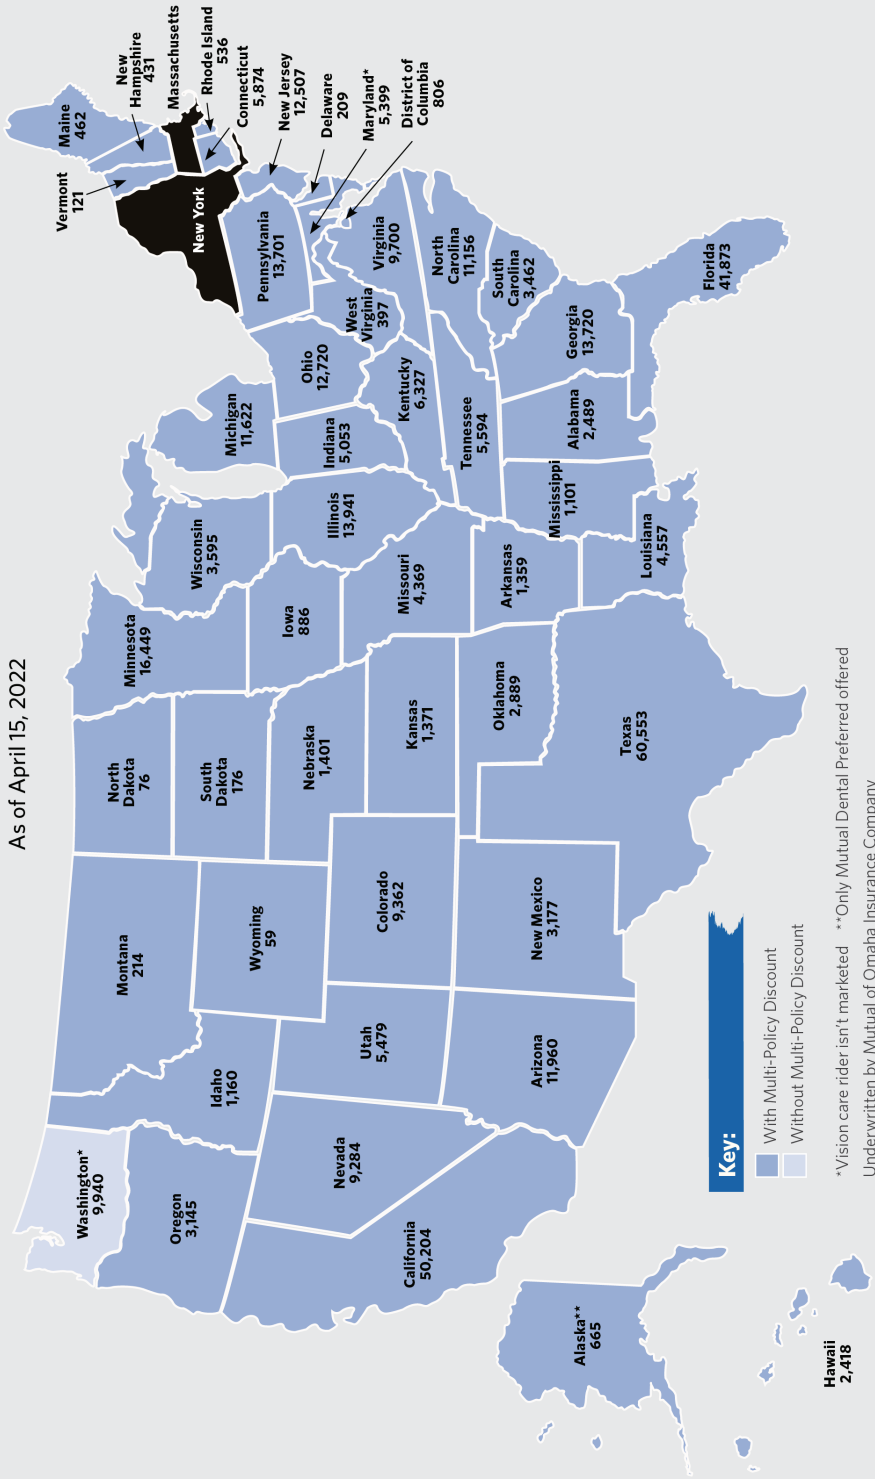 As of April 15, 2022
Washington*
9,940
Oregon
3,145
California
50,204
Nevada
9,284
Idaho
1,160
Montana
214
Wyoming
59
Utah
5,479
Arizona
11,960
Colorado
9,362
New Mexico
3,177
North
Dakota
76
South
Dakota
176
Nebraska
1,401
Kansas
1,371
Oklahoma
2,889
Texas
60,553
Minnesota
16,449
Iowa
886
Missouri
4,369
Arkansas
1,359
Louisiana
4,557
Wisconsin
3,595
Illinois
13,941
Michigan
11,622
Indiana
5,053
Ohio
12,720
Kentucky
6,327
Tennessee
5,594
Mississippi
1,101
Alabama
2,489
Georgia
13,720
Florida
41,873
South
Carolina
3,462
North
Carolina
11,156
Virginia
9,700
West
Virginia
397
Pennsylvania
13,701
New York
Vermont
121
Maine
462
New
Hampshire
431
Massachusetts
Rhode Island
536
Connecticut
5,874
New Jersey
12,507
Delaware
209
Maryland*
5,399
District of
Columbia
806
Alaska**
665
Hawaii
2,418
Key:
With Multi-Policy Discount
Without Multi-Policy Discount
*Vision care rider isn't marketed **Only Mutual Dental Preferred offered
Underwritten by Mutual of Omaha Insurance Company